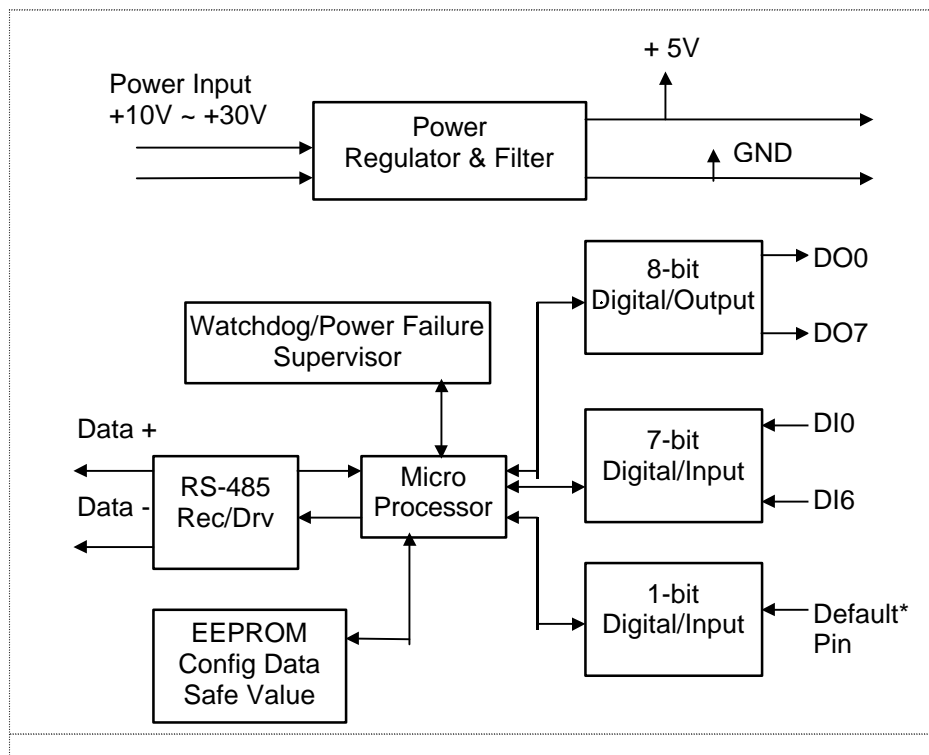 + 5V
Power Input
+10V ~ +30V
Power
Regulator & Filter
GND
8-bit
Digital/Output
DO0
DO7
Watchdog/Power Failure
Supervisor
Data +
Data -
RS-485
Rec/Drv
Micro
Processor
7-bit
Digital/Input
DI0
DI6
1-bit
Digital/Input
Default*
Pin
EEPROM
Config Data
Safe Value